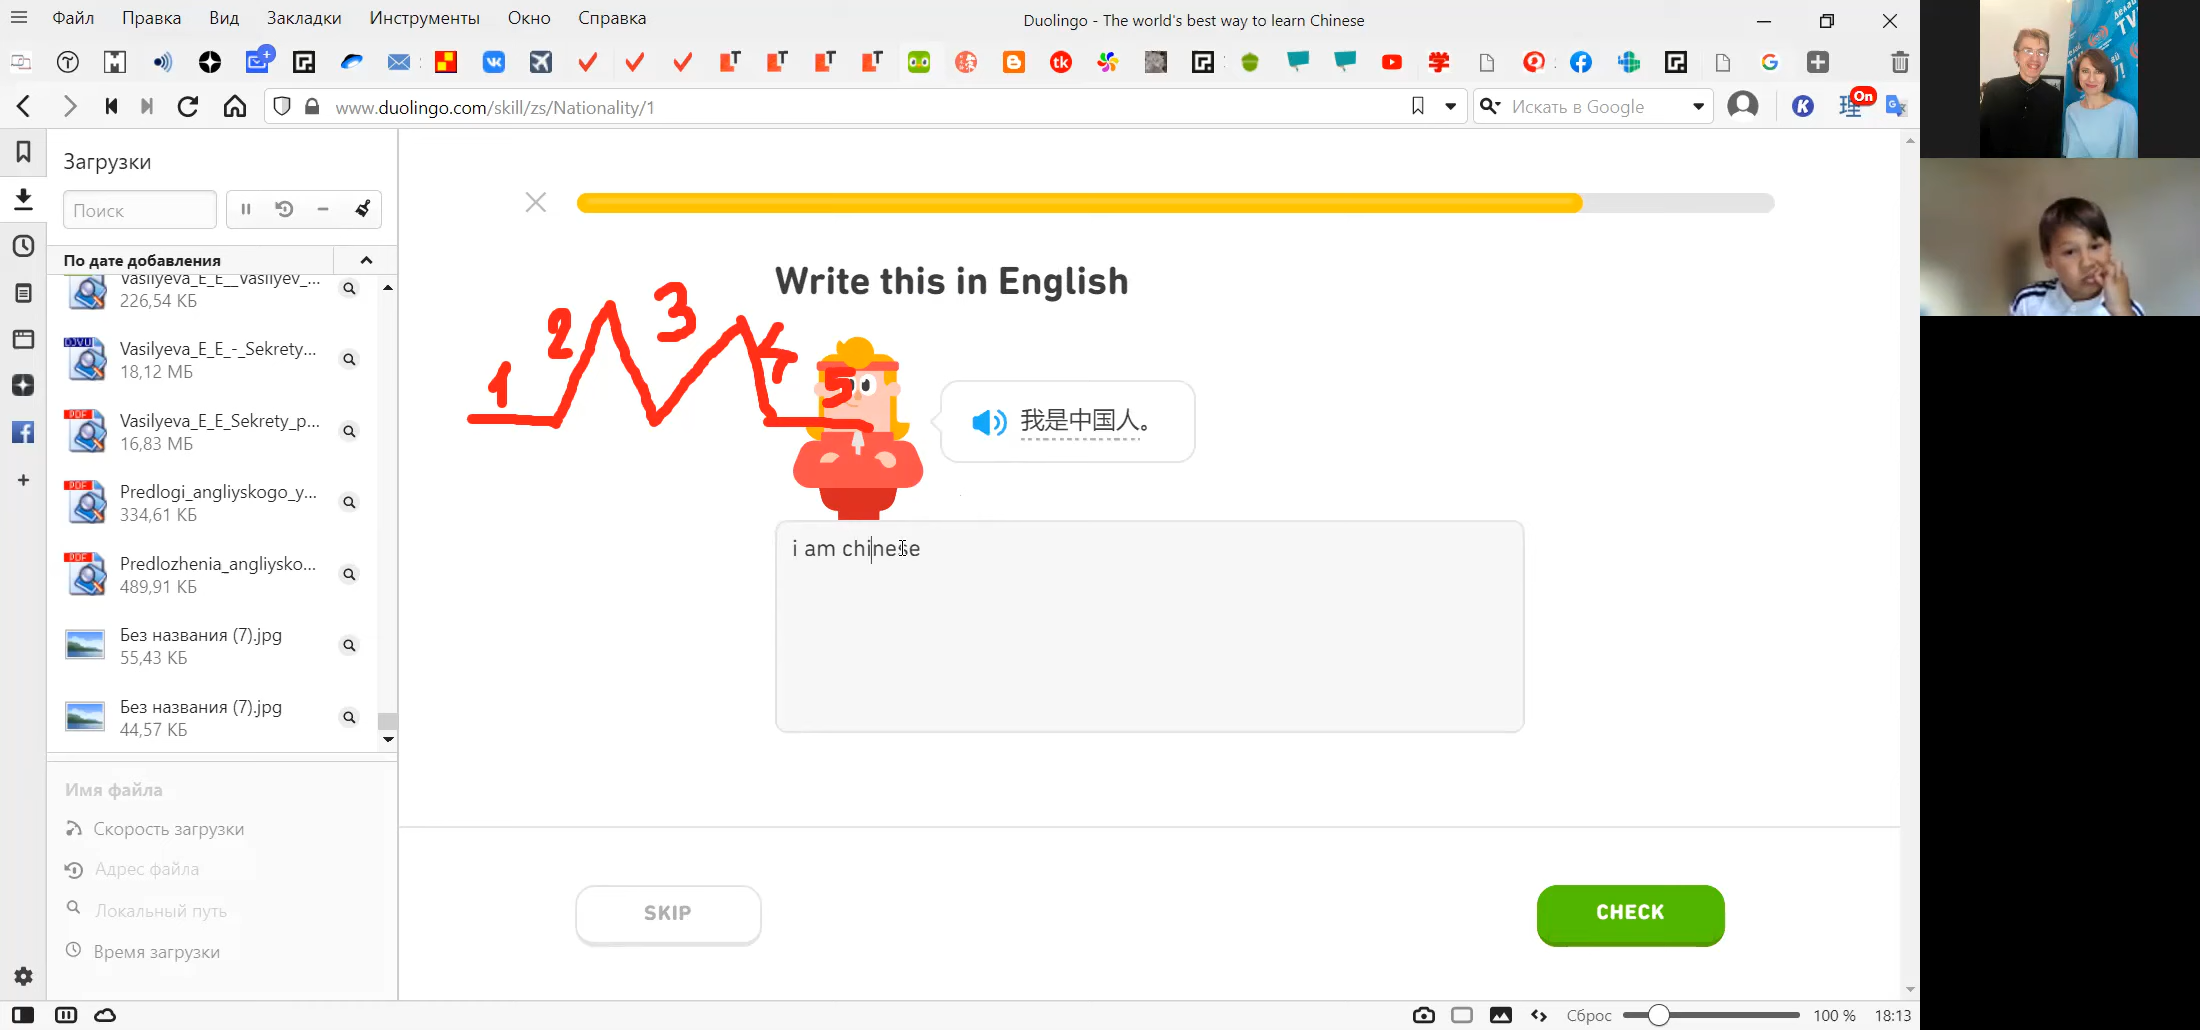 Файл Правка Вид Закладки Инструменты Окно Справка
Duolingo - The world's best way to learn Chinese
www.duolingo.com/skill/zs/Nationality/1
Искать в Google
On
Загрузки
Поиск
По дате добавления
Vasilyeva_E_E__Vasilyev_...
226,54 КБ
Vasilyeva_E_E_-_Sekrety...
18,12 МБ
Vasilyeva_E_E_Sekrety_p...
16,83 МБ
Predlogi_angliyskogo_y...
334,61 КБ
Predlozhenia_angliysko...
489,91 КБ
Без названия (7).jpg
55,43 КБ
Без названия (7).jpg
44,57 КБ
Имя файла
Скорость загрузки
Адрес файла
Локальный путь
Время загрузки
Write this in English
1 2 3 4 5
我是中国人。
i am chinese
SKIP
CHECK
Сброс
100 %
18:13